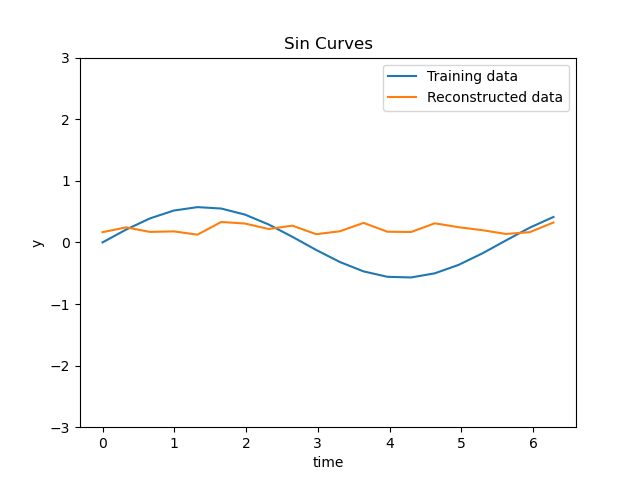 Sin Curves
Training data
Reconstructed data
3
2
1
0
−1
−2
−3
y
0 1 2 3 4 5 6
time